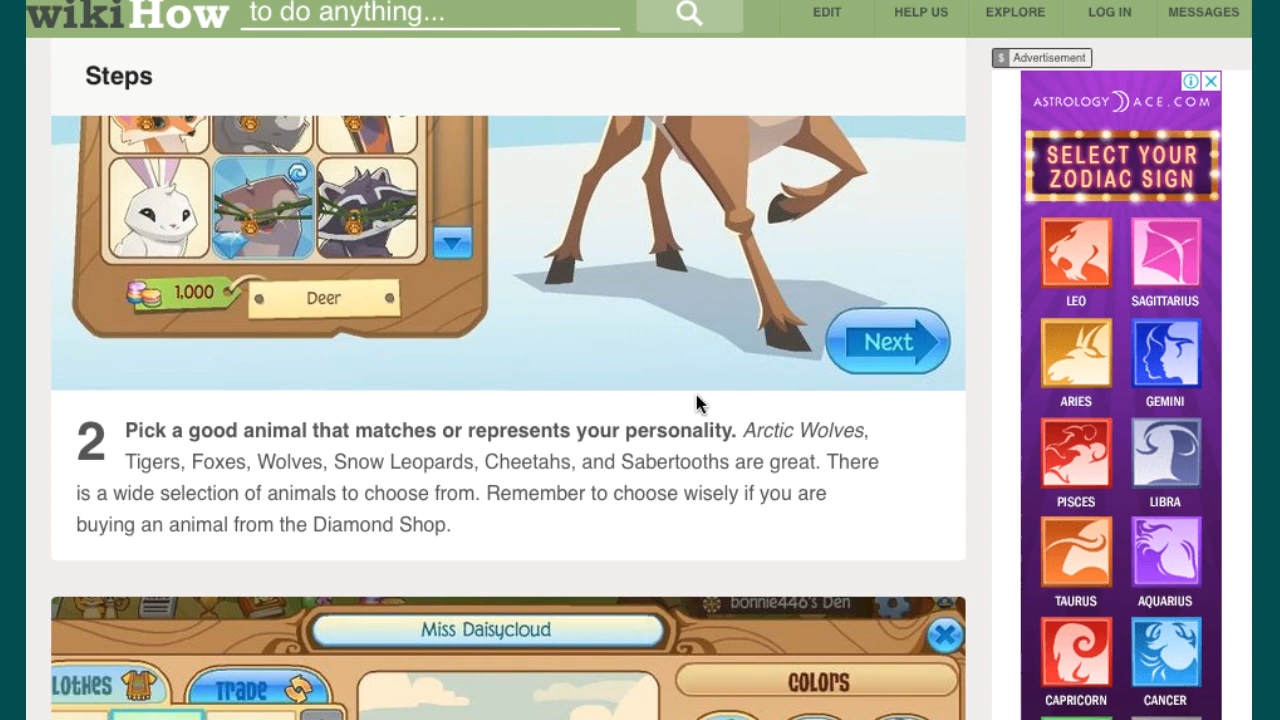 wikiHow to do anything...
EDIT
HELP US
EXPLORE
LOG IN
MESSAGES
Steps
1,000
Deer
Next
2 Pick a good animal that matches or represents your personality. Arctic Wolves,
Tigers, Foxes, Wolves, Snow Leopards, Cheetahs, and Sabertooths are great. There
is a wide selection of animals to choose from. Remember to choose wisely if you are
buying an animal from the Diamond Shop.
bonnie446's Den
Miss Daisycloud
LOTHES
TRADE
COLORS
$ Advertisement
ASTROLOGY ACE.COM
SELECT YOUR
ZODIAC SIGN
LEO
SAGITTARIUS
ARIES
GEMINI
PISCES
LIBRA
TAURUS
AQUARIUS
CAPRICORN
CANCER